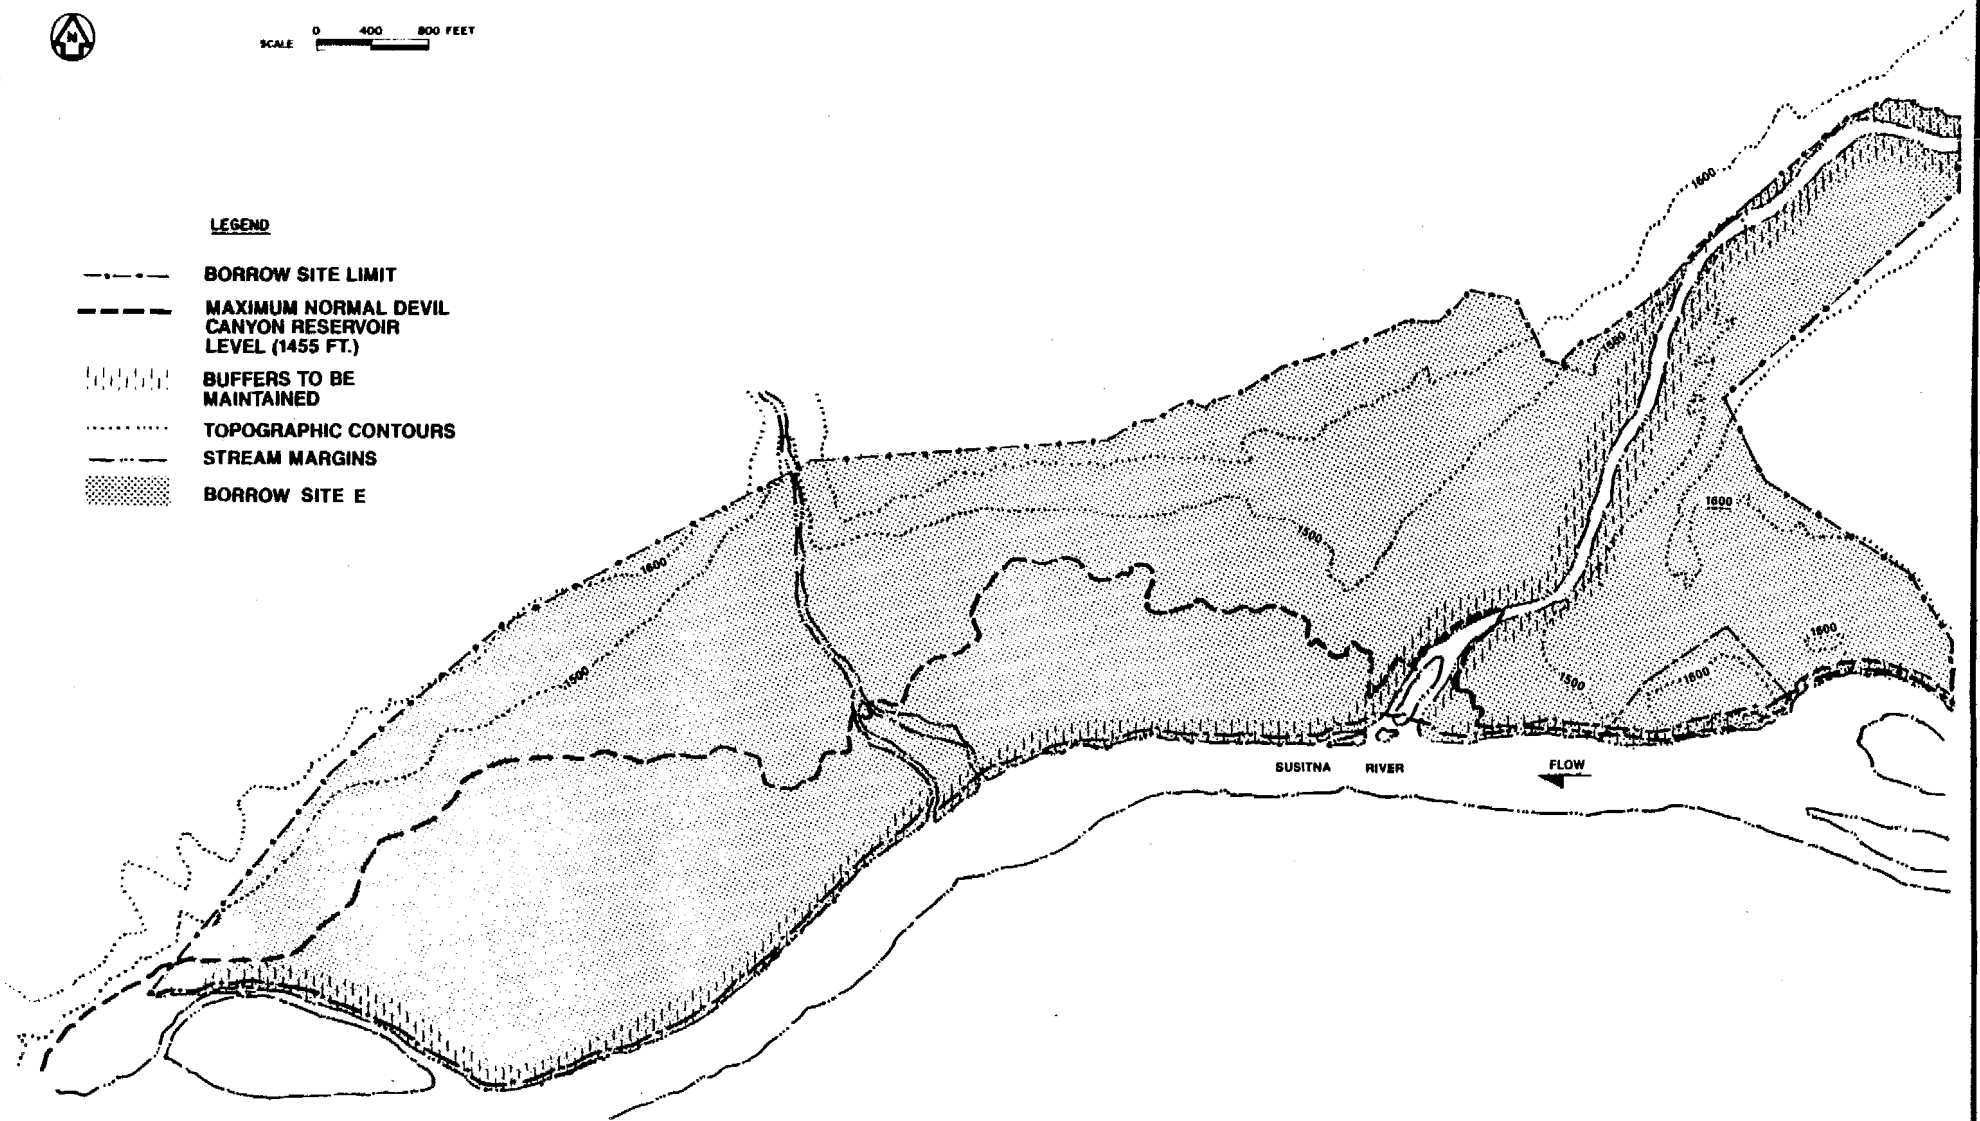 N
SCALE
0 400 800 FEET
LEGEND
BORROW SITE LIMIT
MAXIMUM NORMAL DEVIL
CANYON RESERVOIR
LEVEL (1455 FT.)
BUFFERS TO BE
MAINTAINED
TOPOGRAPHIC CONTOURS
STREAM MARGINS
BORROW SITE E
1600
1500
1600
1500
1600
1600
1500
1600
1500
SUSITNA RIVER
FLOW